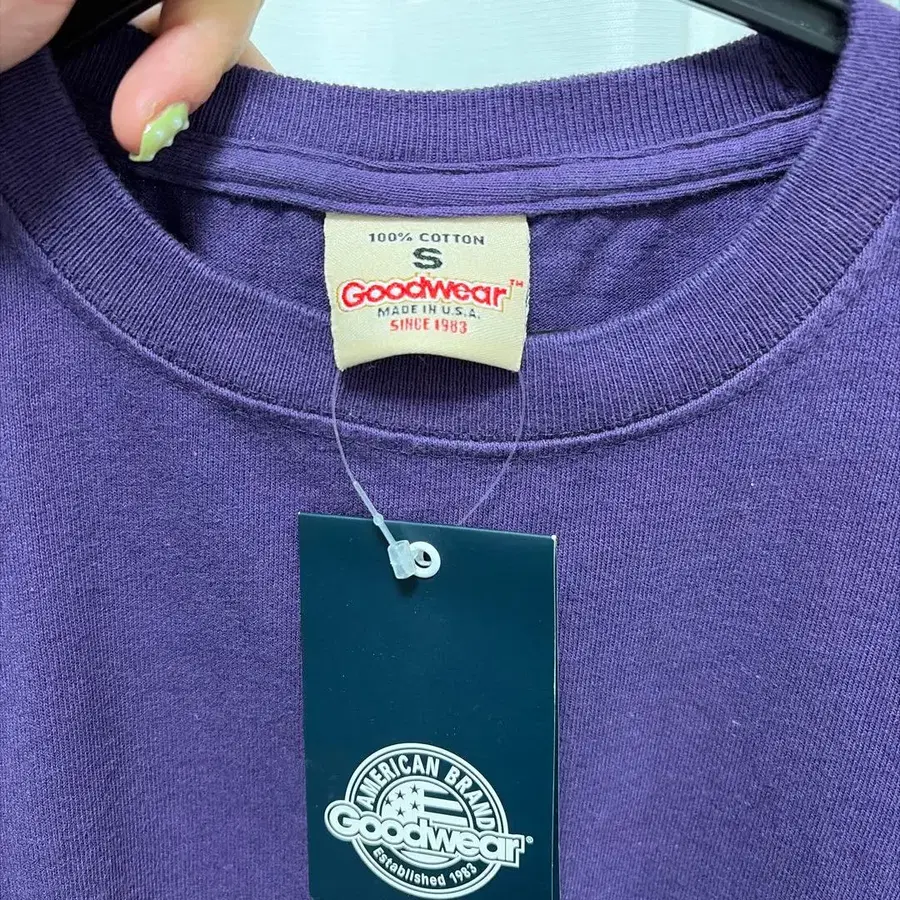 100% COTTON
S
Goodwear™
MADE IN U.S.A.
SINCE 1983
AMERICAN BRAND
Goodwear®
Established 1983